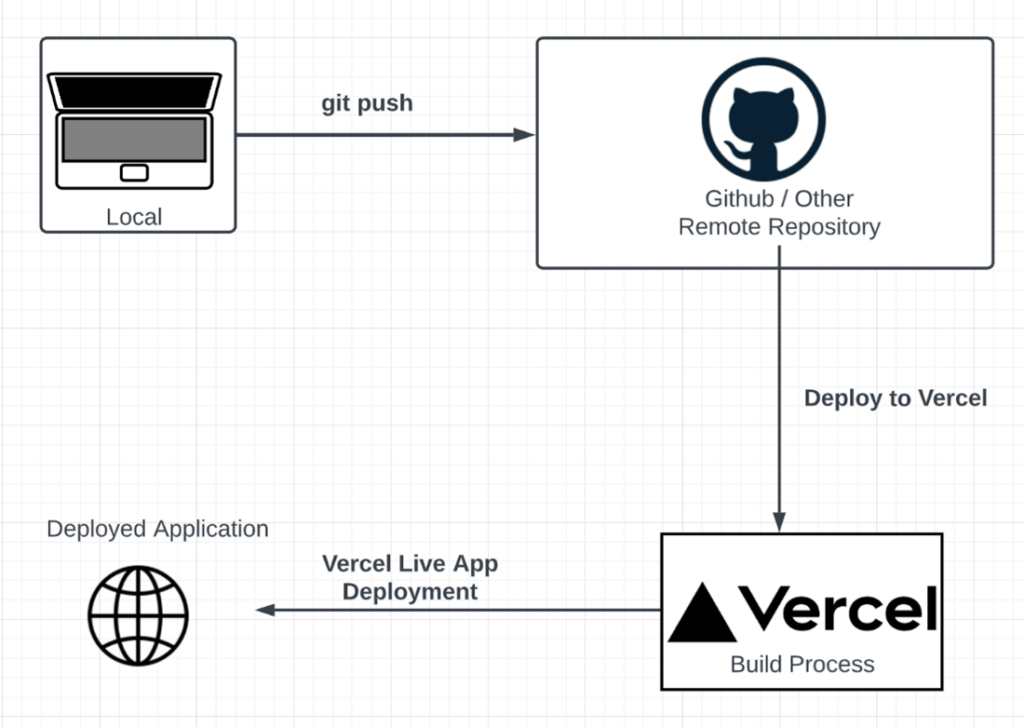 git push
Local
Github / Other
Remote Repository
Deploy to Vercel
Deployed Application
Vercel Live App
Deployment
Vercel
Build Process